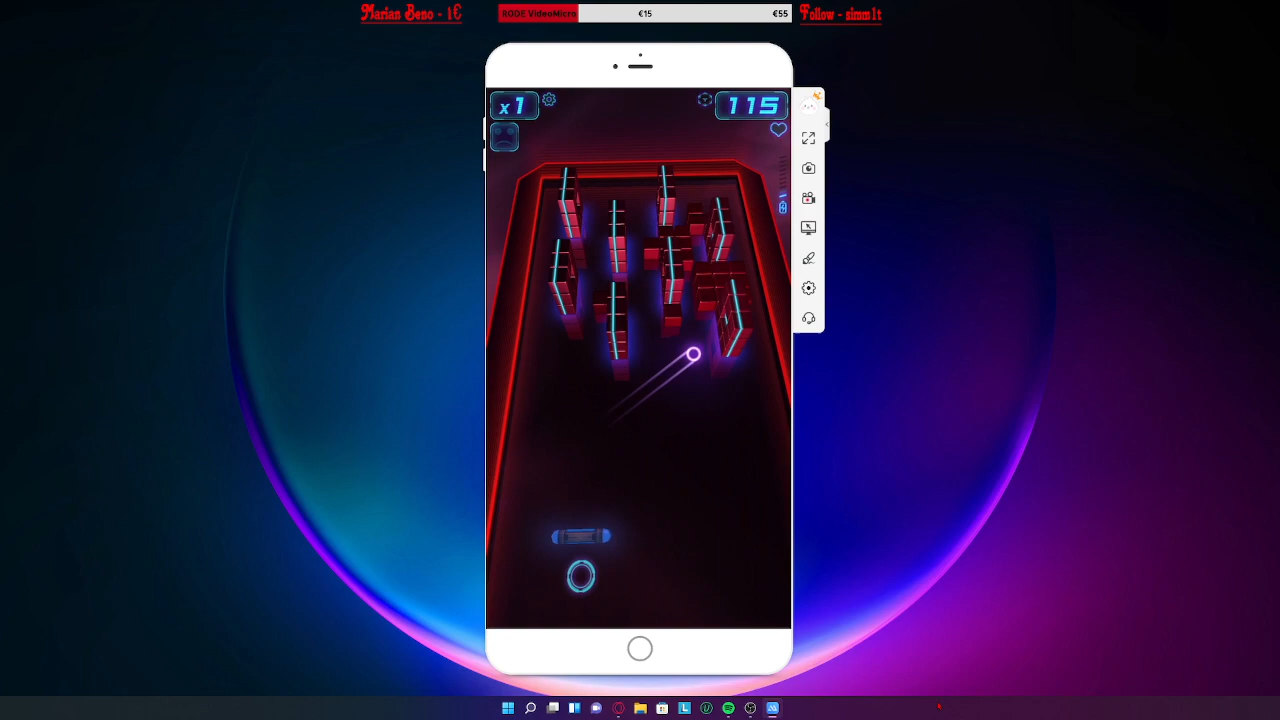 Marian Beno - 1€
RODE VideoMicro €15 €55
Follow - simm1t
x1
115